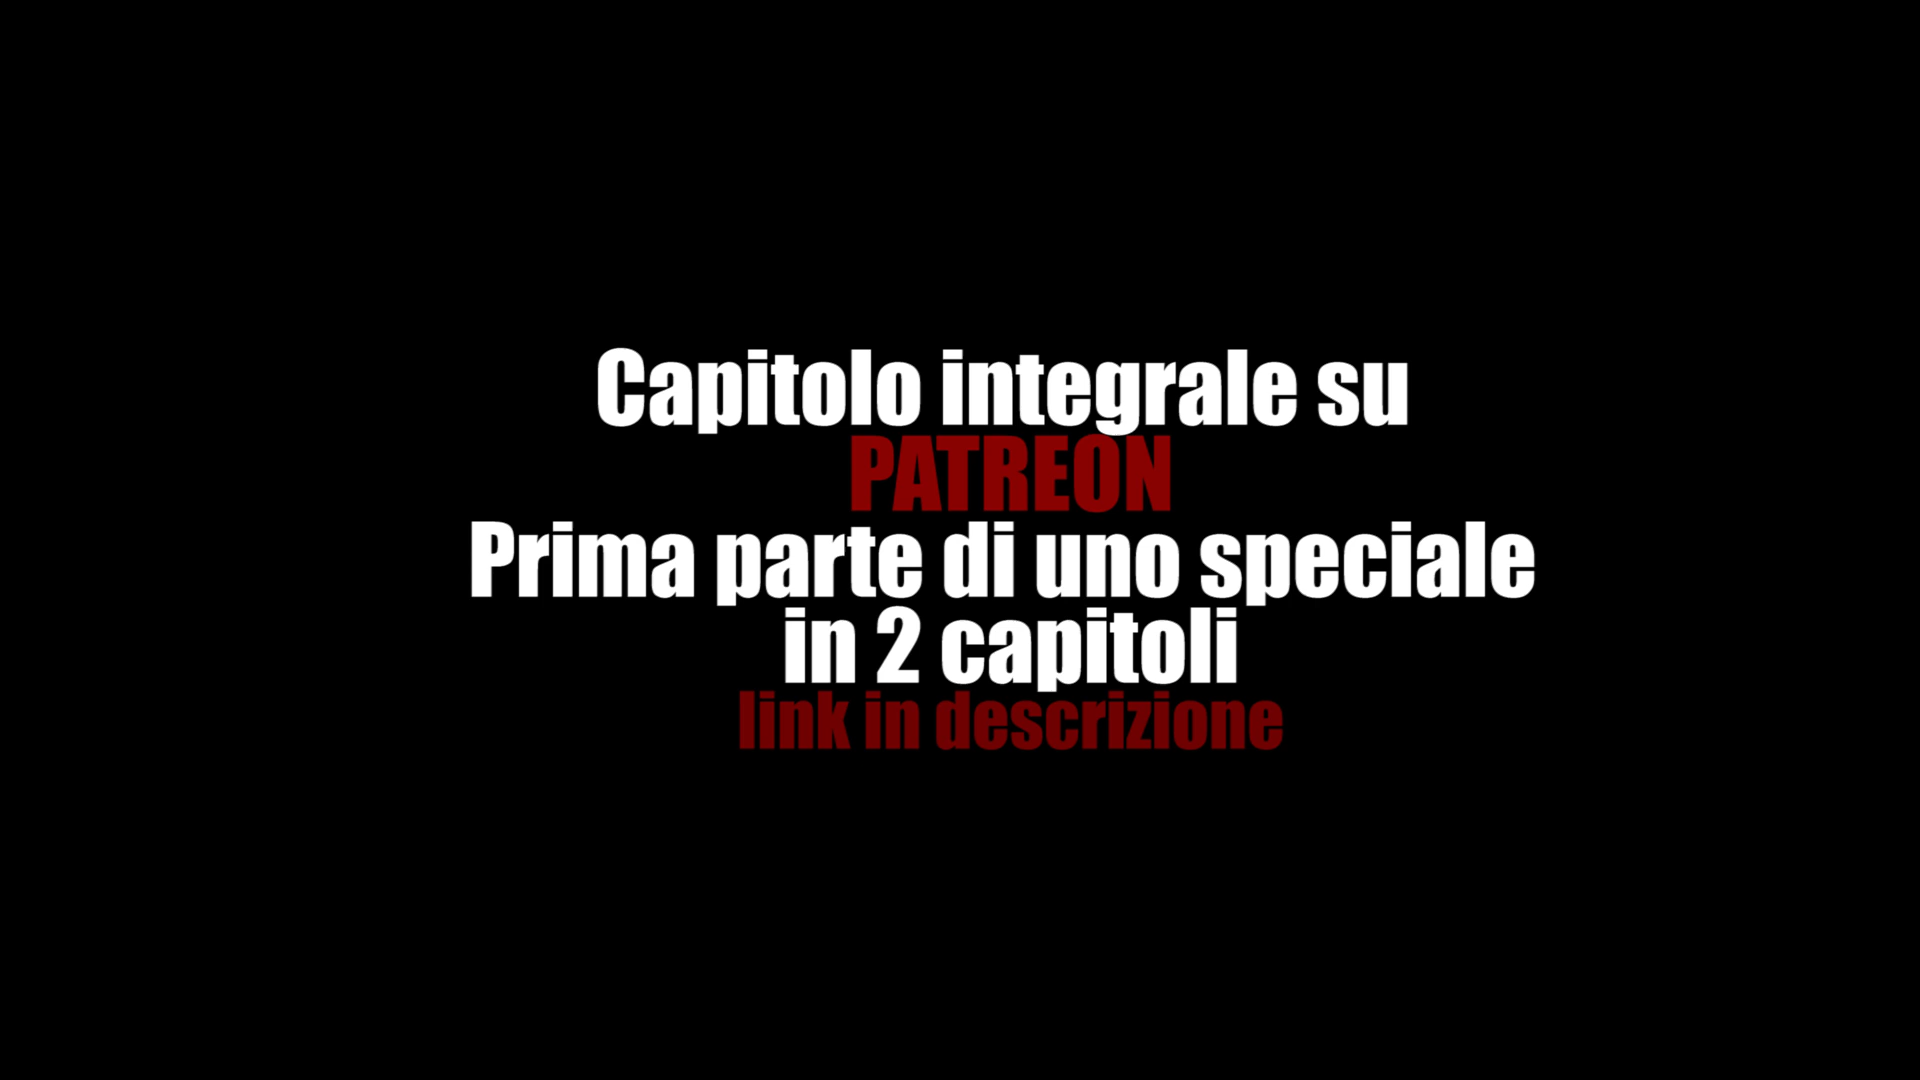 Capitolo integrale su
PATREON
Prima parte di uno speciale
in 2 capitoli
link in descrizione